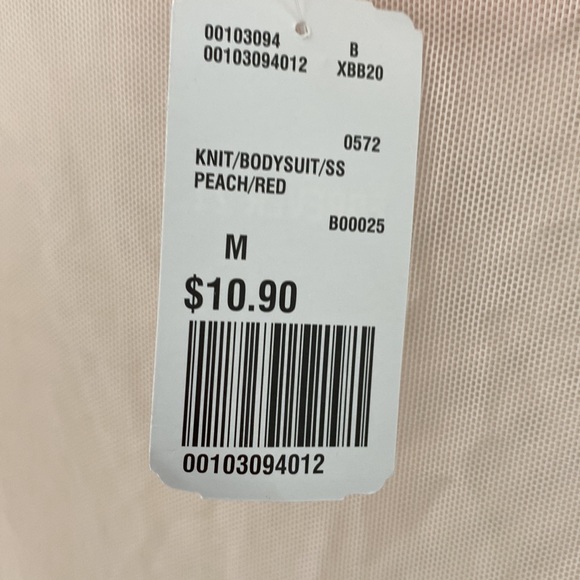 00103094 B
00103094012 XBB20
0572
KNIT/BODYSUIT/SS
PEACH/RED
B00025
M
$10.90
00103094012